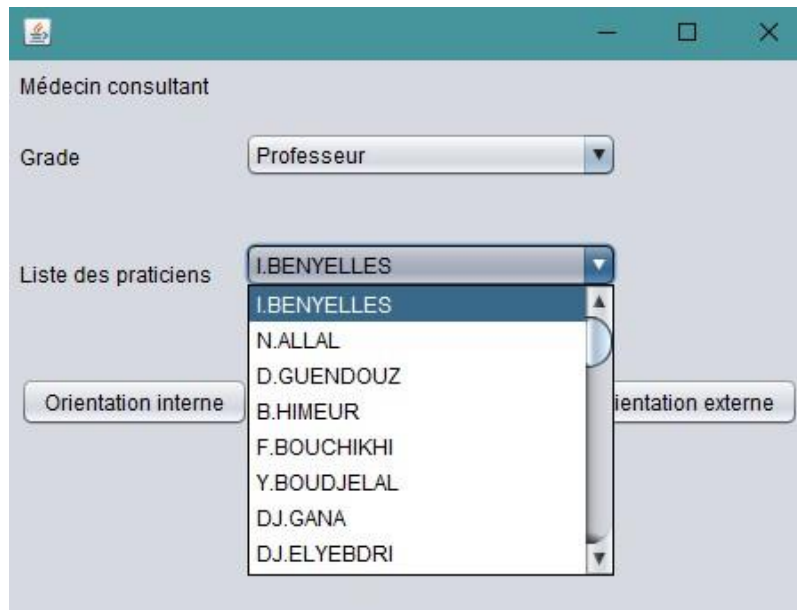 Médecin consultant
Grade
Professeur
Liste des praticiens
I.BENYELLES
I.BENYELLES
N.ALLAL
D.GUENDOUZ
B.HIMEUR
F.BOUCHIKHI
Y.BOUDJELAL
DJ.GANA
DJ.ELYEBDRI
Orientation interne
ientation externe